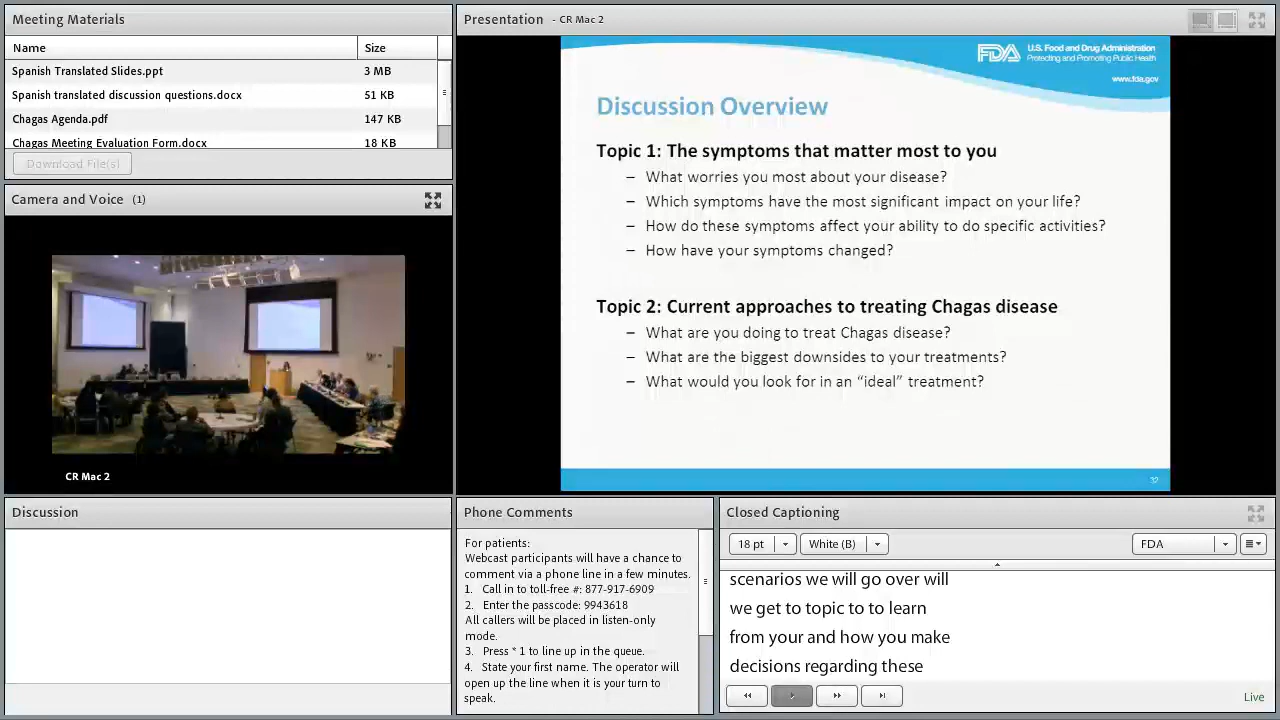 Meeting Materials
Name Size
Spanish Translated Slides.ppt 3 MB
Spanish translated discussion questions.docx 51 KB
Chagas Agenda.pdf 147 KB
Chagas Meeting Evaluation Form.docx 18 KB
Download File(s)
Camera and Voice (1)
CR Mac 2
Discussion
Presentation - CR Mac 2
FDA U.S. Food and Drug Administration
Protecting and Promoting Public Health
www.fda.gov
Discussion Overview
Topic 1: The symptoms that matter most to you
– What worries you most about your disease?
– Which symptoms have the most significant impact on your life?
– How do these symptoms affect your ability to do specific activities?
– How have your symptoms changed?
Topic 2: Current approaches to treating Chagas disease
– What are you doing to treat Chagas disease?
– What are the biggest downsides to your treatments?
– What would you look for in an “ideal” treatment?
32
Phone Comments
For patients:
Webcast participants will have a chance to
comment via a phone line in a few minutes.
1. Call in to toll-free #: 877-917-6909
2. Enter the passcode: 9943618
All callers will be placed in listen-only
mode.
3. Press * 1 to line up in the queue.
4. State your first name. The operator will
open up the line when it is your turn to
speak.
Closed Captioning
18 pt White (B) FDA
scenarios we will go over will
we get to topic to to learn
from your and how you make
decisions regarding these
Live